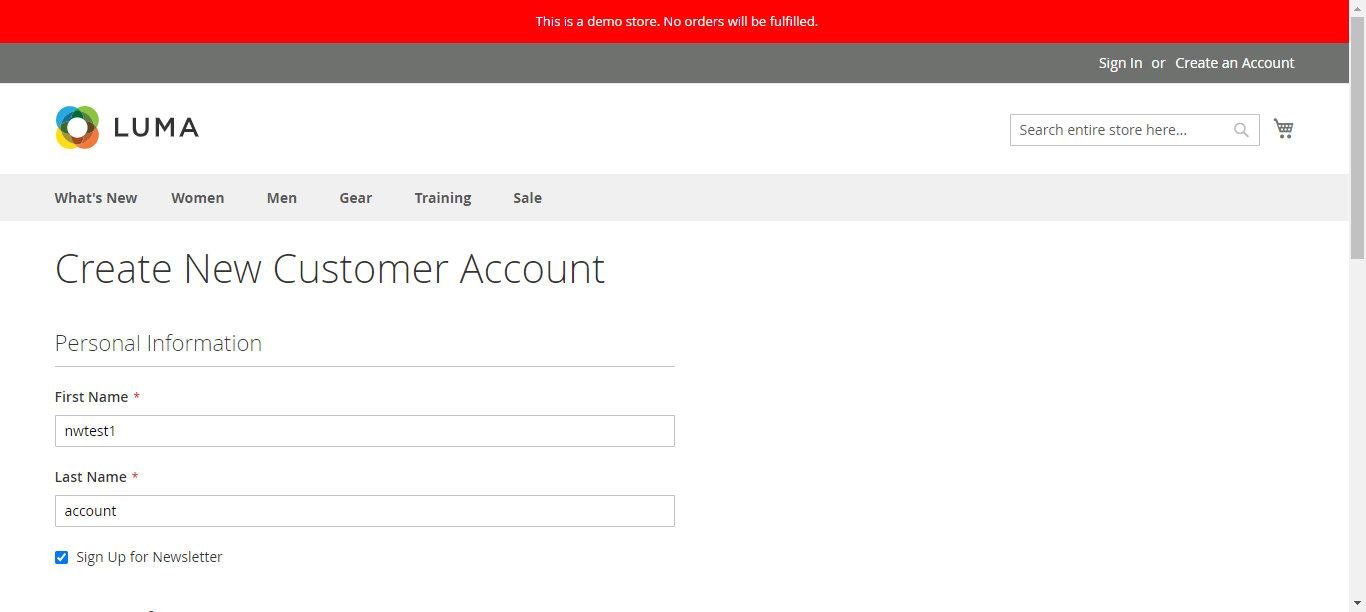 This is a demo store. No orders will be fulfilled.
Sign In or Create an Account
LUMA
Search entire store here...
What's New Women Men Gear Training Sale
Create New Customer Account
Personal Information
First Name *
nwtest1
Last Name *
account
Sign Up for Newsletter